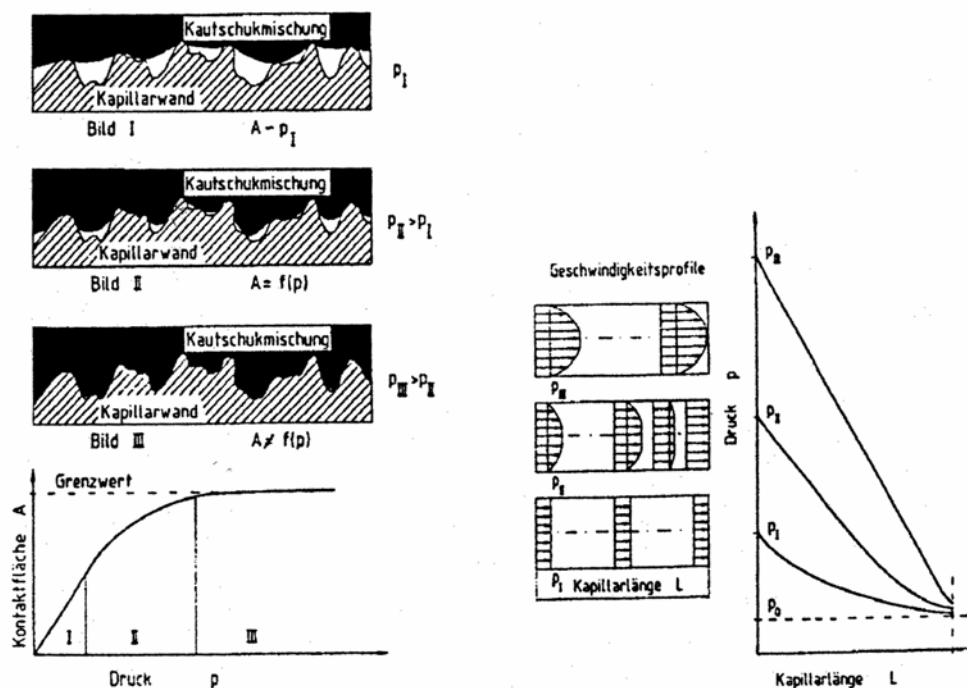 Kautschukmischung
p_I
Kapillarwand
Bild I A ~ p_I
Kautschukmischung
p_II > p_I
Kapillarwand
Bild II A = f(p)
Kautschukmischung
p_III > p_II
Kapillarwand
Bild III A ≠ f(p)
Grenzwert
Kontaktfläche A
I II III
Druck p
Geschwindigkeitsprofile
p_III
p_II
p_I Kapillarlänge L
Druck p
p_III
p_II
p_I
p_0
Kapillarlänge L